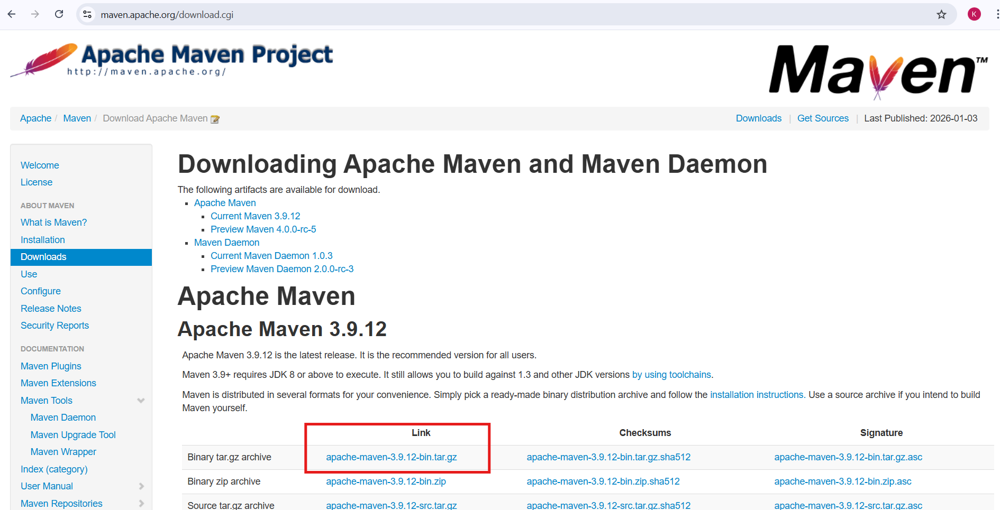 maven.apache.org/download.cgi
K
Apache Maven Project
http://maven.apache.org/
Maven™
Apache / Maven / Download Apache Maven
Downloads | Get Sources | Last Published: 2026-01-03
Welcome
License
ABOUT MAVEN
What is Maven?
Installation
Downloads
Use
Configure
Release Notes
Security Reports
DOCUMENTATION
Maven Plugins
Maven Extensions
Maven Tools
Maven Daemon
Maven Upgrade Tool
Maven Wrapper
Index (category)
User Manual
Maven Repositories
Downloading Apache Maven and Maven Daemon
The following artifacts are available for download.
Apache Maven
Current Maven 3.9.12
Preview Maven 4.0.0-rc-5
Maven Daemon
Current Maven Daemon 1.0.3
Preview Maven Daemon 2.0.0-rc-3
Apache Maven
Apache Maven 3.9.12
Apache Maven 3.9.12 is the latest release. It is the recommended version for all users.
Maven 3.9+ requires JDK 8 or above to execute. It still allows you to build against 1.3 and other JDK versions by using toolchains.
Maven is distributed in several formats for your convenience. Simply pick a ready-made binary distribution archive and follow the installation instructions. Use a source archive if you intend to build
Maven yourself.
Link Checksums Signature
Binary tar.gz archive apache-maven-3.9.12-bin.tar.gz apache-maven-3.9.12-bin.tar.gz.sha512 apache-maven-3.9.12-bin.tar.gz.asc
Binary zip archive apache-maven-3.9.12-bin.zip apache-maven-3.9.12-bin.zip.sha512 apache-maven-3.9.12-bin.zip.asc
Source tar.gz archive apache-maven-3.9.12-src.tar.gz apache-maven-3.9.12-src.tar.gz.sha512 apache-maven-3.9.12-src.tar.gz.asc